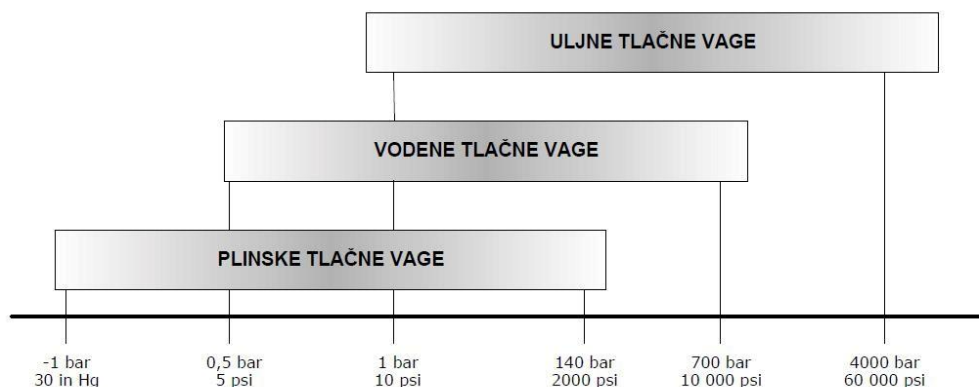 ULJNE TLAČNE VAGE
VODENE TLAČNE VAGE
PLINSKE TLAČNE VAGE
-1 bar 0,5 bar 1 bar 140 bar 700 bar 4000 bar
30 in Hg 5 psi 10 psi 2000 psi 10 000 psi 60 000 psi